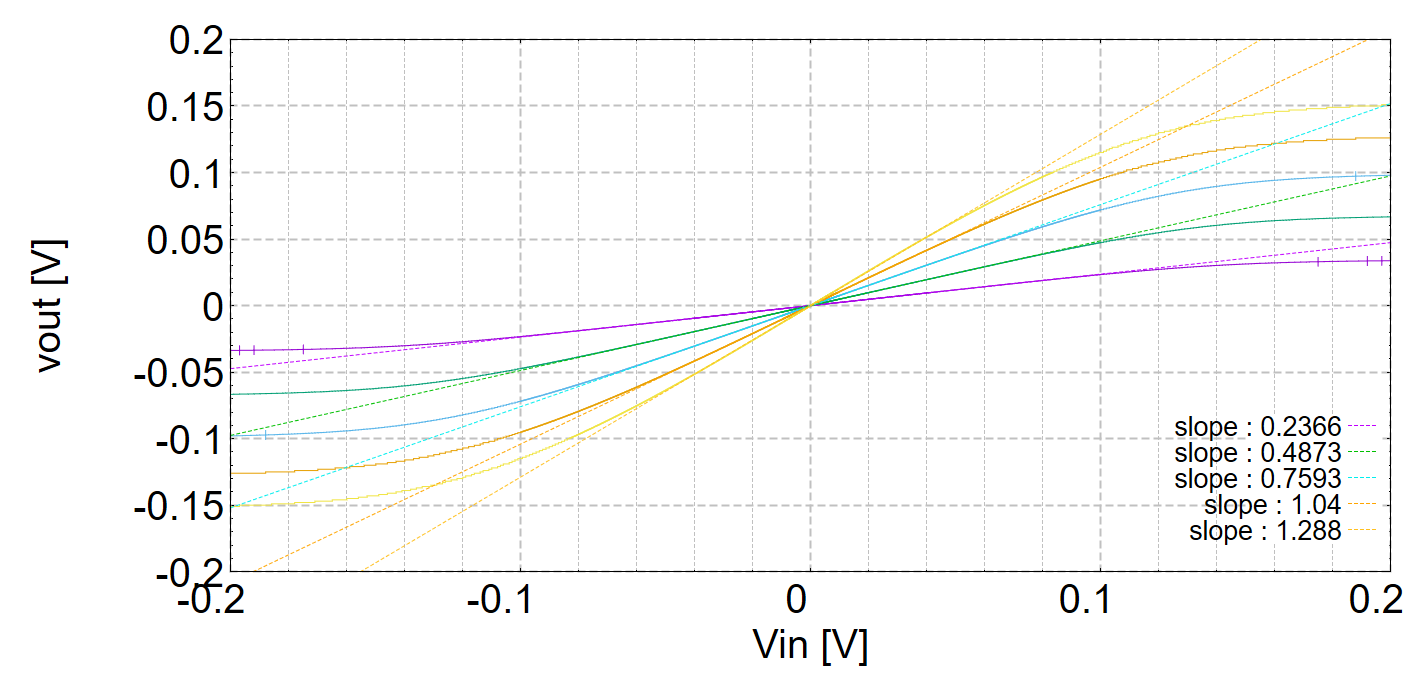 0.2
0.15
0.1
0.05
0
-0.05
-0.1
-0.15
-0.2
vout [V]
slope : 0.2366
slope : 0.4873
slope : 0.7593
slope : 1.04
slope : 1.288
-0.2
-0.1
0
0.1
0.2
Vin [V]